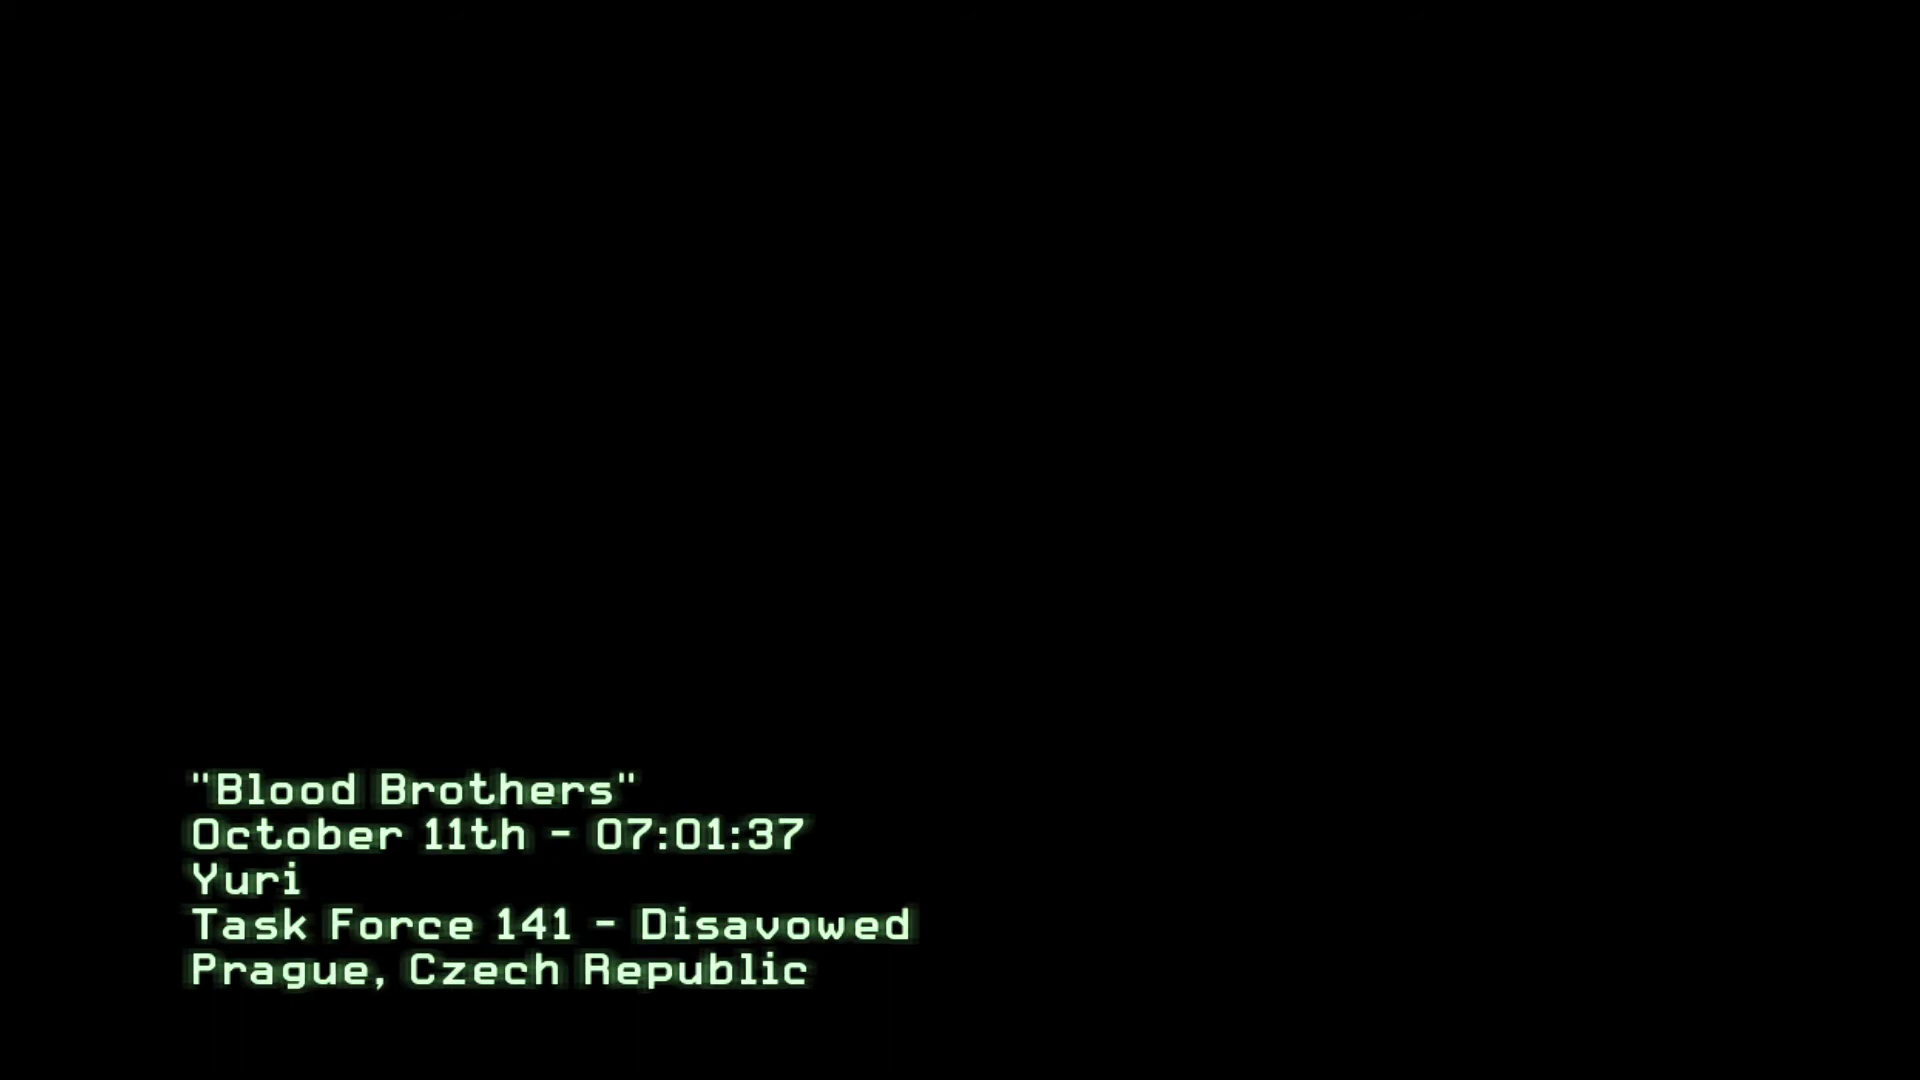 "Blood Brothers"
October 11th - 07:01:37
Yuri
Task Force 141 - Disavowed
Prague, Czech Republic